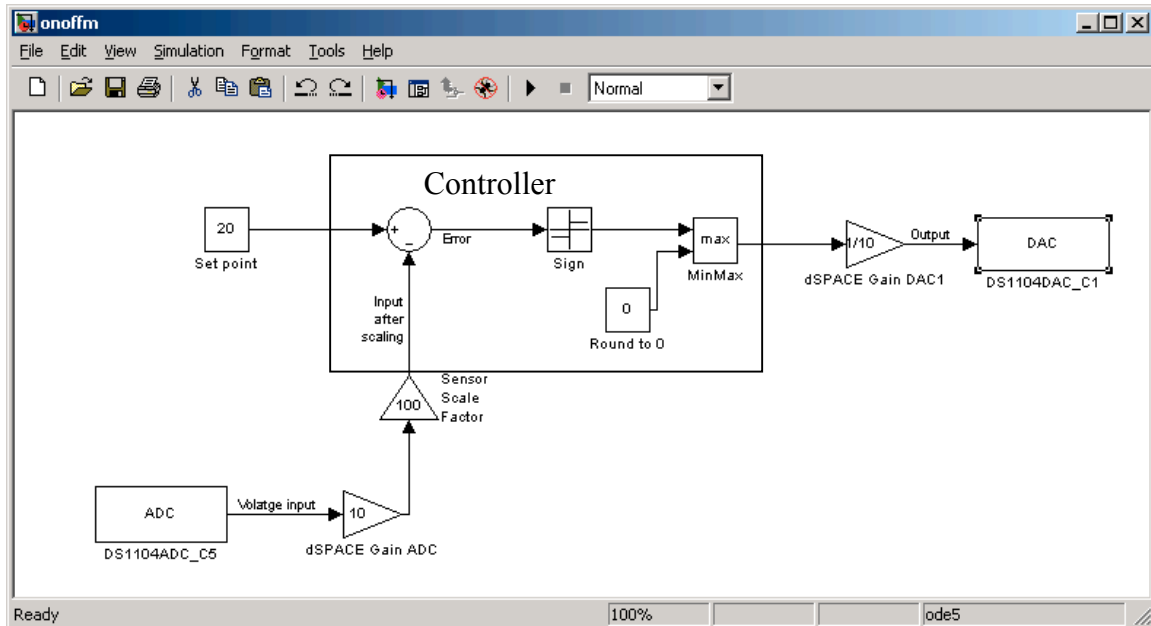 onoffm
File Edit View Simulation Format Tools Help
Normal
Controller
20
Set point
Error
Sign
max
MinMax
0
Round to 0
1/10
dSPACE Gain DAC1
Output
DAC
DS1104DAC_C1
Input
after
scaling
100
Sensor
Scale
Factor
ADC
DS1104ADC_C5
Volatge input
10
dSPACE Gain ADC
Ready
100%
ode5